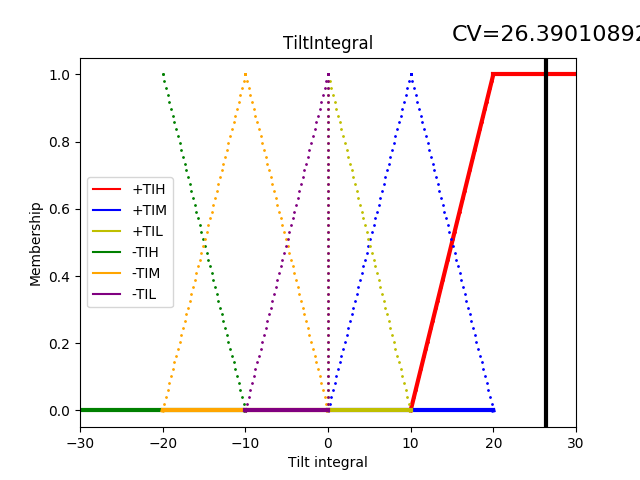 CV=26.39010892
TiltIntegral
1.0
0.8
0.6
0.4
0.2
0.0
Membership
+TIH
+TIM
+TIL
-TIH
-TIM
-TIL
−30 −20 −10 0 10 20 30
Tilt integral